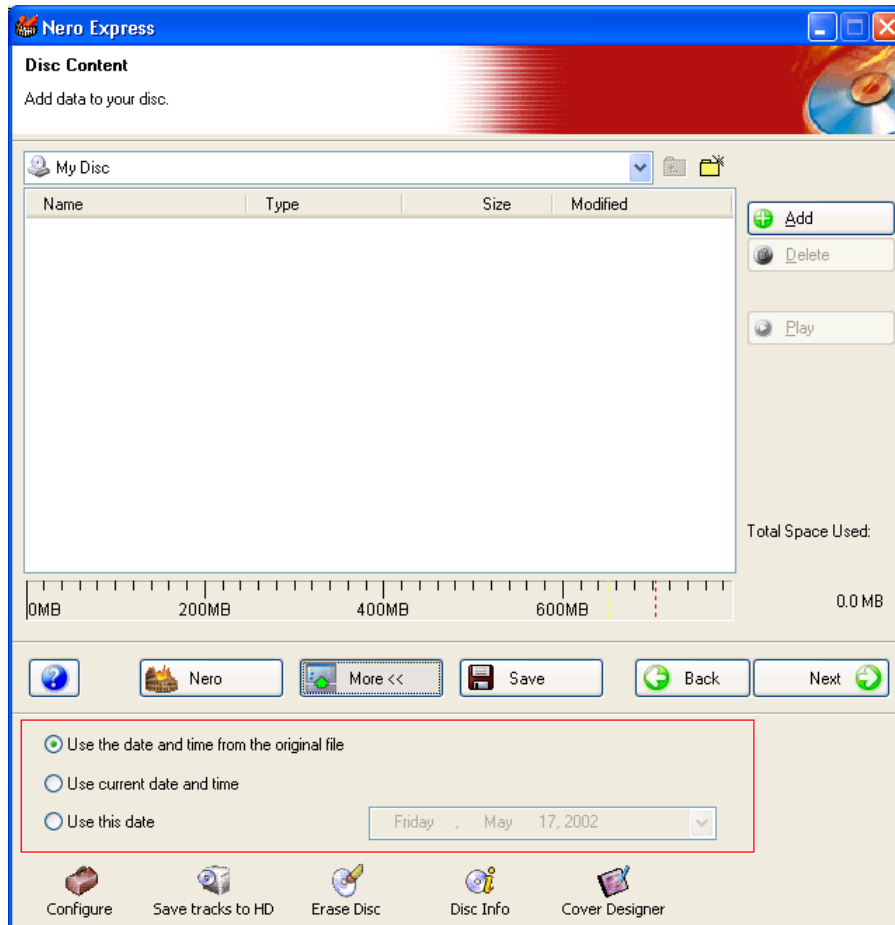 Nero Express
Disc Content
Add data to your disc.
My Disc
Name Type Size Modified
Add
Delete
Play
Total Space Used:
0MB 200MB 400MB 600MB 0.0 MB
? Nero More << Save Back Next
Use the date and time from the original file
Use current date and time
Use this date Friday , May 17, 2002
Configure Save tracks to HD Erase Disc Disc Info Cover Designer